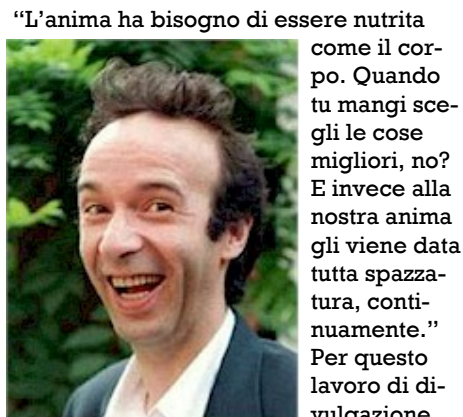 “L’anima ha bisogno di essere nutrita
come il cor-
po. Quando
tu mangi sce-
gli le cose
migliori, no?
E invece alla
nostra anima
gli viene data
tutta spazza-
tura, conti-
nuamente.”
Per questo
lavoro di di-
vulgazione